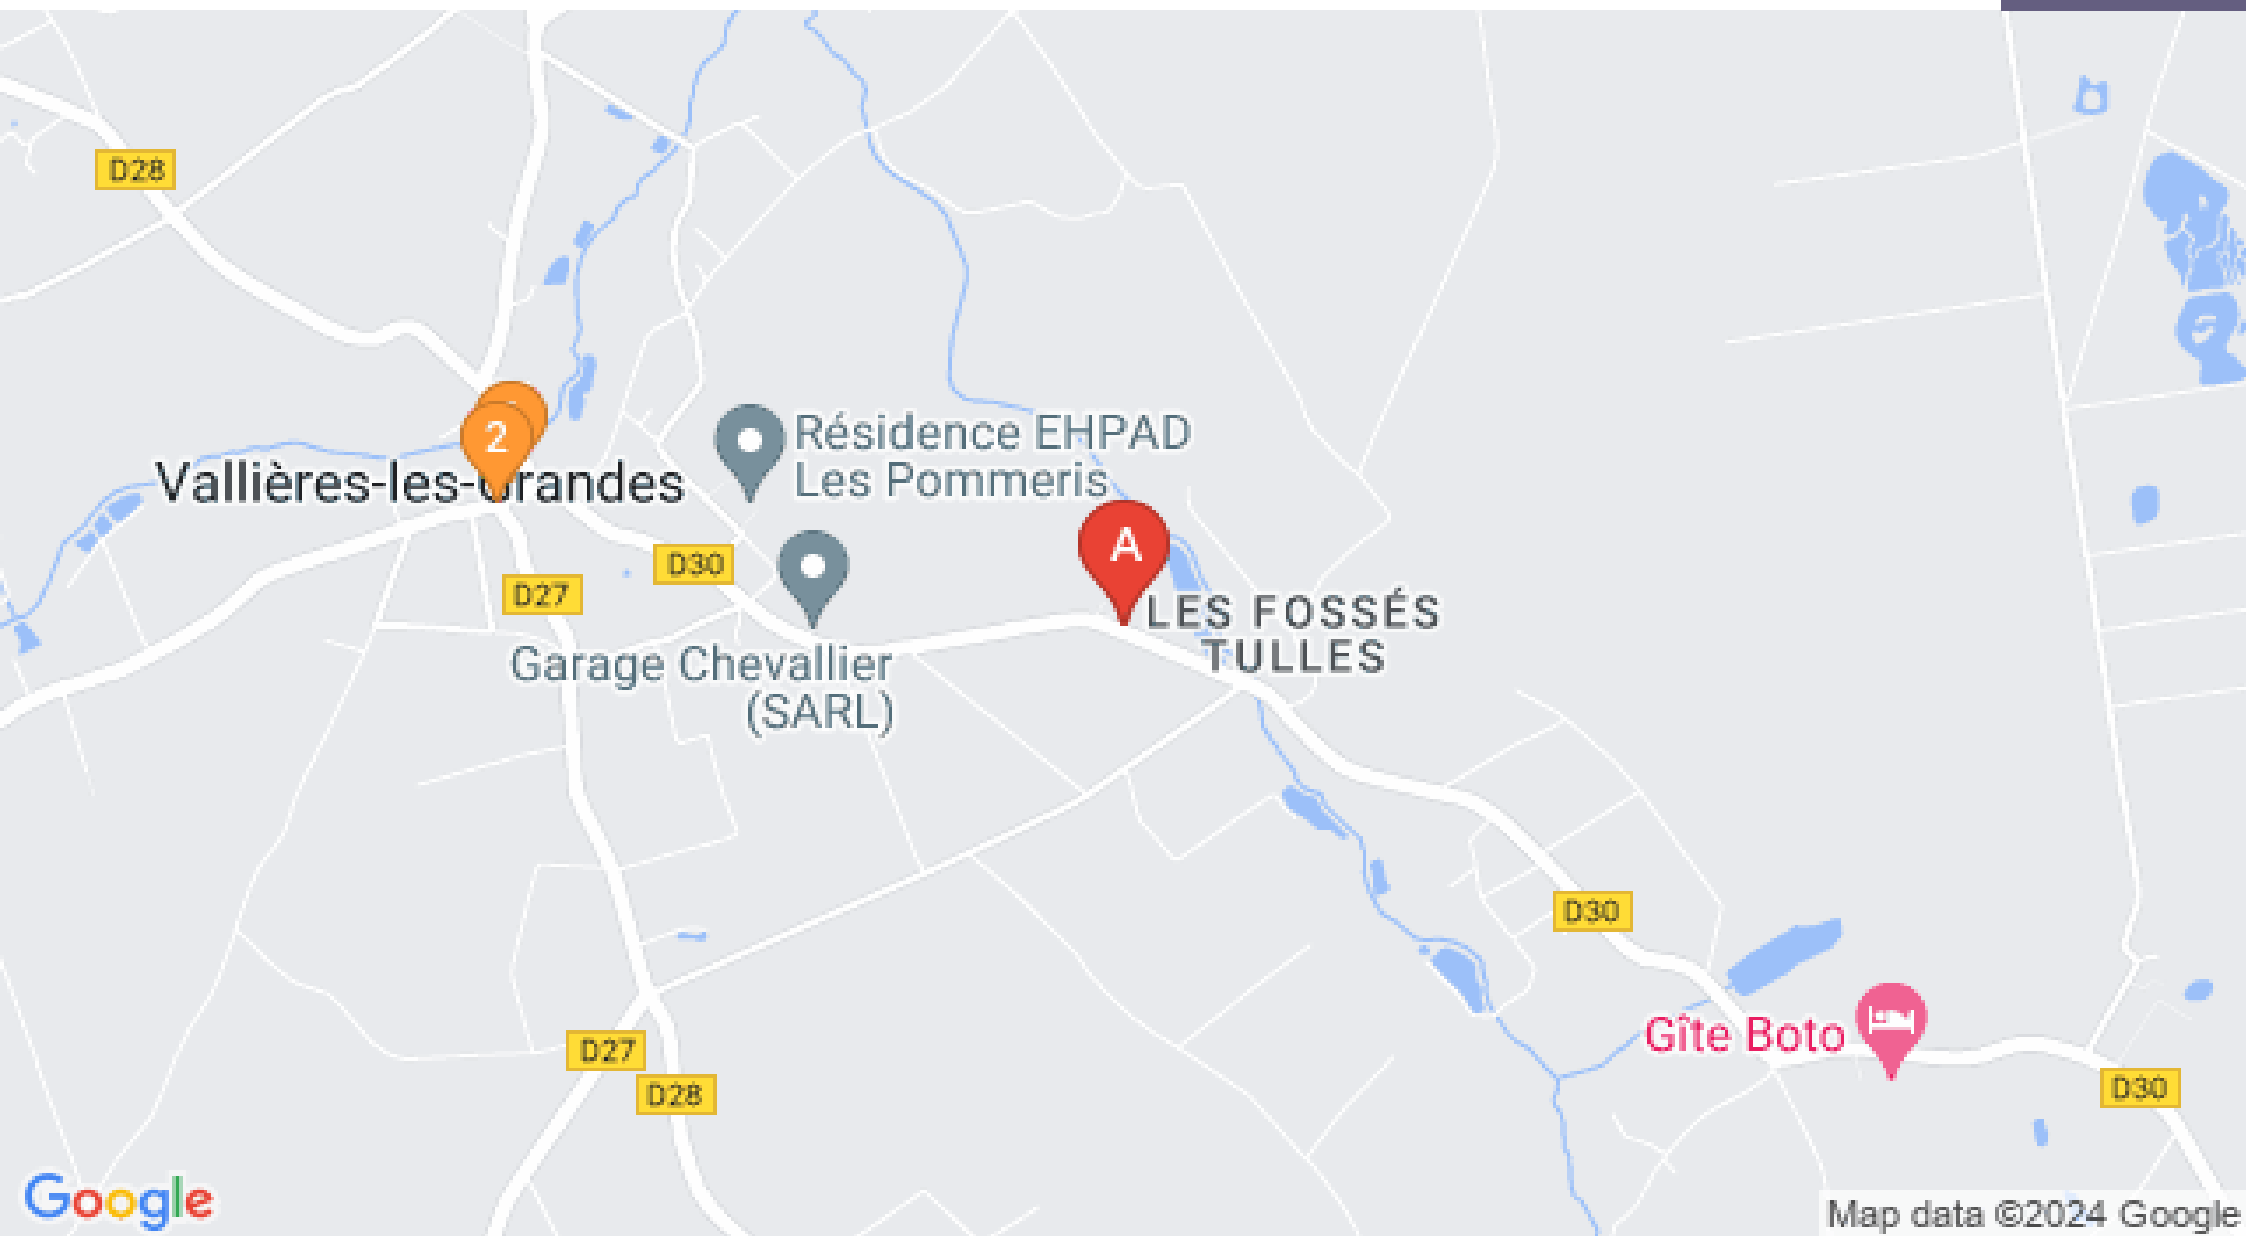 D28
Résidence EHPAD
Les Pommeris
2
Vallières-les-Grandes
A
D30
D27
LES FOSSÉS
TULLES
Garage Chevallier
(SARL)
D30
Gîte Boto
D27
D30
D28
Google
Map data ©2024 Google